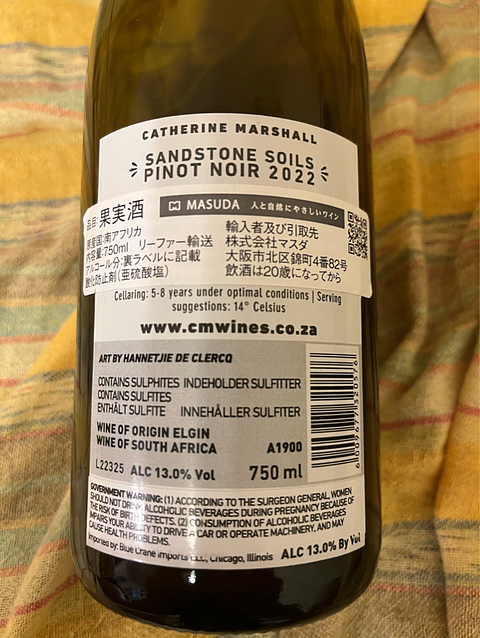 CATHERINE MARSHALL
SANDSTONE SOILS
PINOT NOIR 2022
品目:果実酒
原産国:南アフリカ
内容量:750ml リーファー輸送
アルコール分:裏ラベルに記載
酸化防止剤(亜硫酸塩)
MASUDA 人と自然にやさしいワイン
輸入者及び引取先
株式会社マスダ
大阪市北区錦町4番82号
飲酒は20歳になってから
Cellaring: 5-8 years under optimal conditions | Serving
suggestions: 14° Celsius
www.cmwines.co.za
ART BY HANNETJIE DE CLERCQ
CONTAINS SULPHITES INDEHOLDER SULFITTER
CONTAINS SULFITES
ENTHÄLT SULFITE INNEHÅLLER SULFITER
WINE OF ORIGIN ELGIN
WINE OF SOUTH AFRICA A1900
L22325 ALC 13.0% Vol 750 ml
6009677320576
GOVERNMENT WARNING: (1) ACCORDING TO THE SURGEON GENERAL, WOMEN
SHOULD NOT DRINK ALCOHOLIC BEVERAGES DURING PREGNANCY BECAUSE OF
THE RISK OF BIRTH DEFECTS. (2) CONSUMPTION OF ALCOHOLIC BEVERAGES
IMPAIRS YOUR ABILITY TO DRIVE A CAR OR OPERATE MACHINERY, AND MAY
CAUSE HEALTH PROBLEMS.
Imported by: Blue Crane Imports LLC, Chicago, Illinois ALC 13.0% By Vol